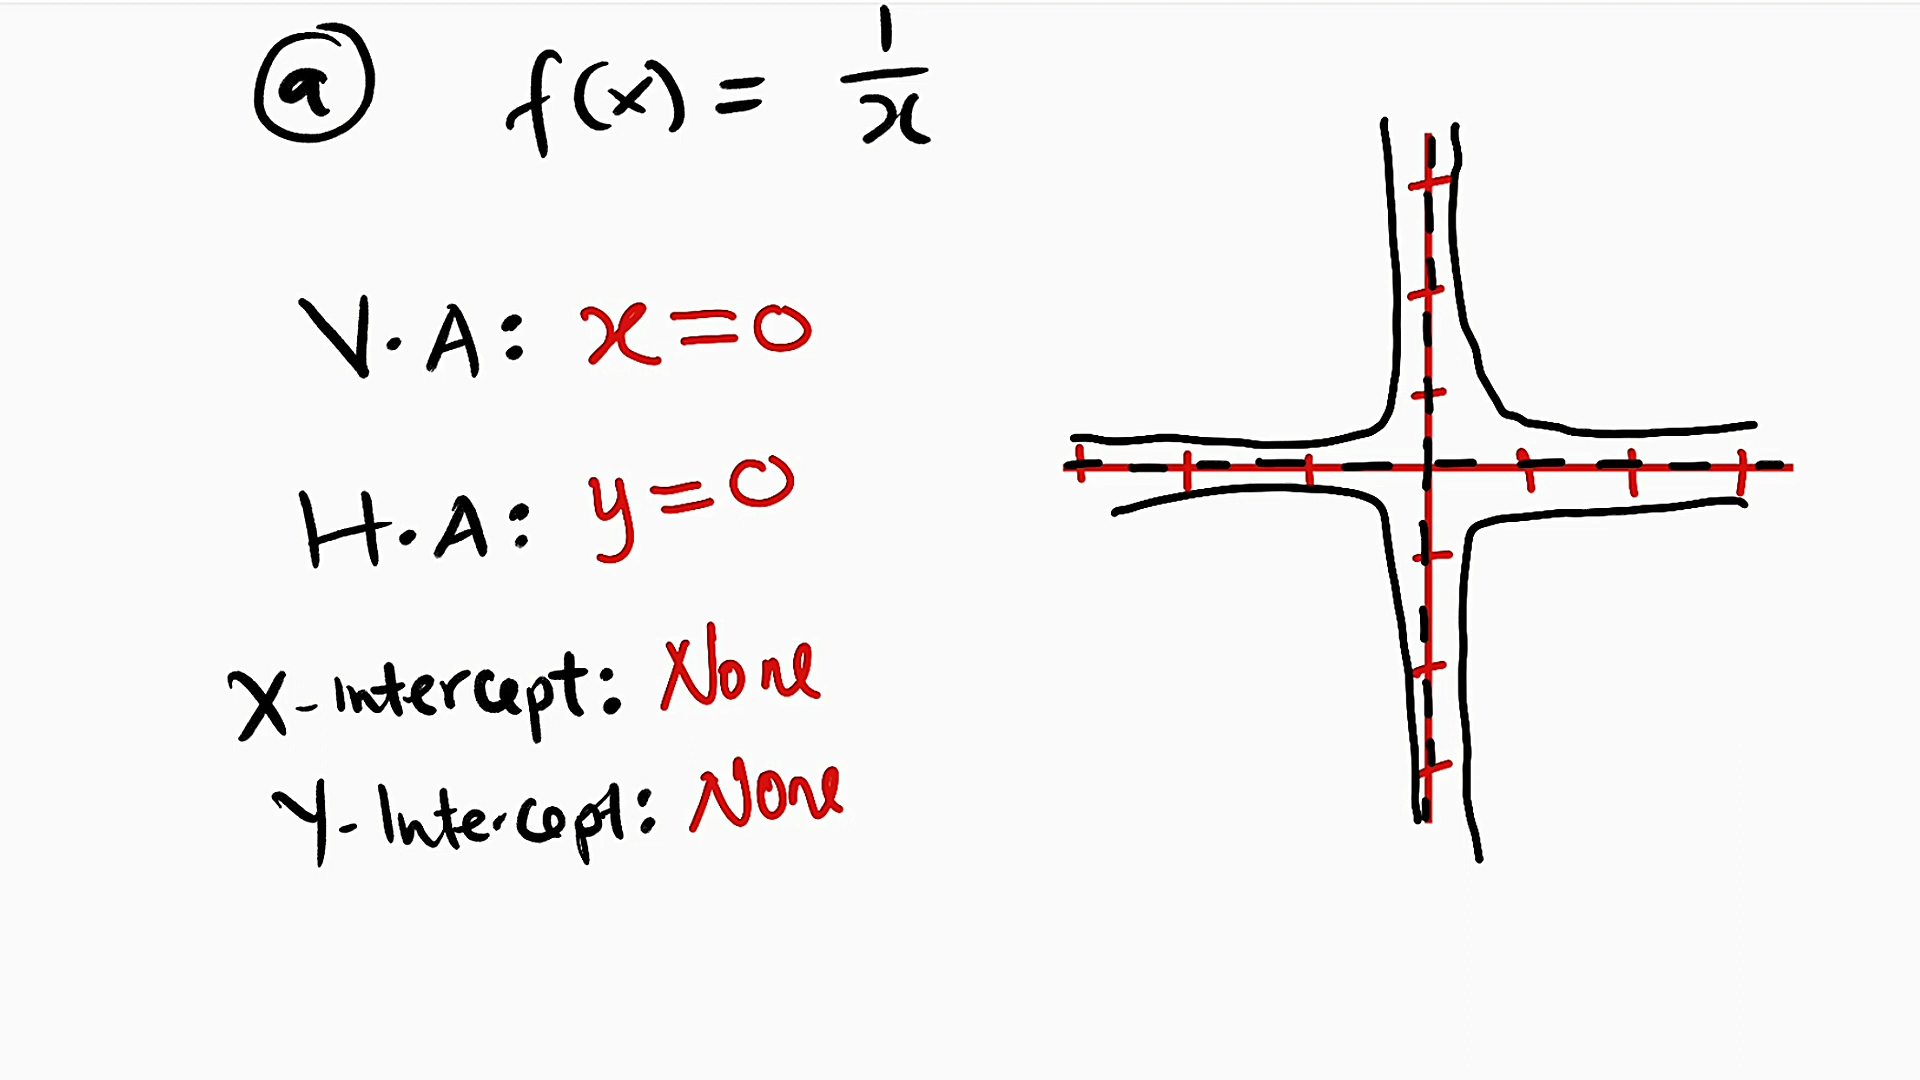 ⓐ f(x) = 1/x
V.A: x=0
H.A: y=0
X-Intercept: None
Y-Intercept: None